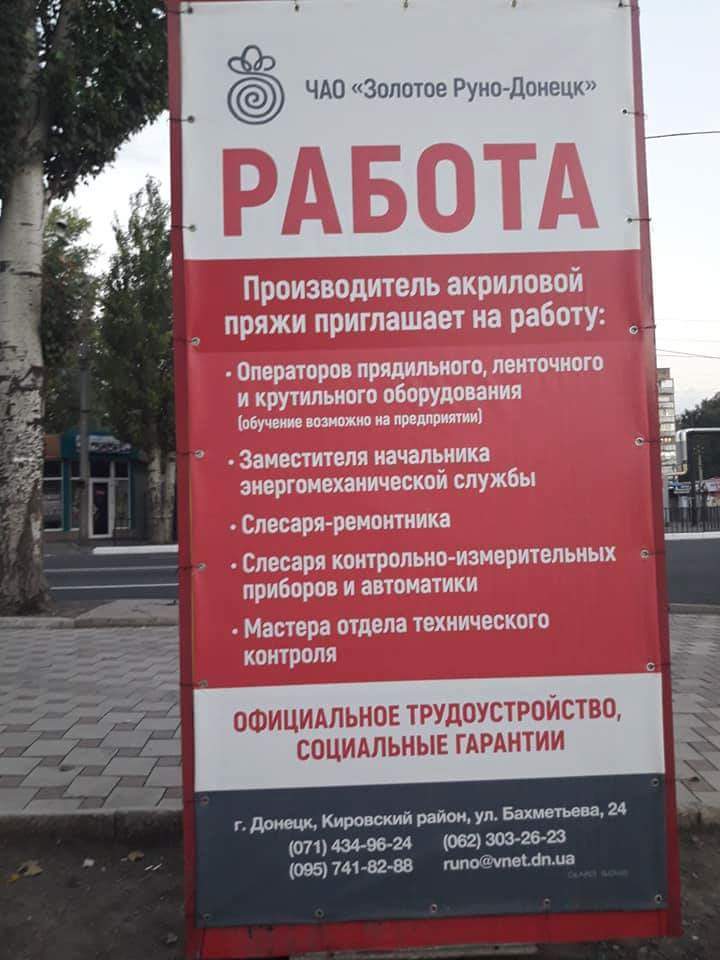 ЧАО «Золотое Руно-Донецк»
РАБОТА
Производитель акриловой
пряжи приглашает на работу:
• Операторов прядильного, ленточного
и крутильного оборудования
(обучение возможно на предприятии)
• Заместителя начальника
энергомеханической службы
• Слесаря-ремонтника
• Слесаря контрольно-измерительных
приборов и автоматики
• Мастера отдела технического
контроля
ОФИЦИАЛЬНОЕ ТРУДОУСТРОЙСТВО,
СОЦИАЛЬНЫЕ ГАРАНТИИ
г. Донецк, Кировский район, ул. Бахметьева, 24
(071) 434-96-24 (062) 303-26-23
(095) 741-82-88 runo@vnet.dn.ua